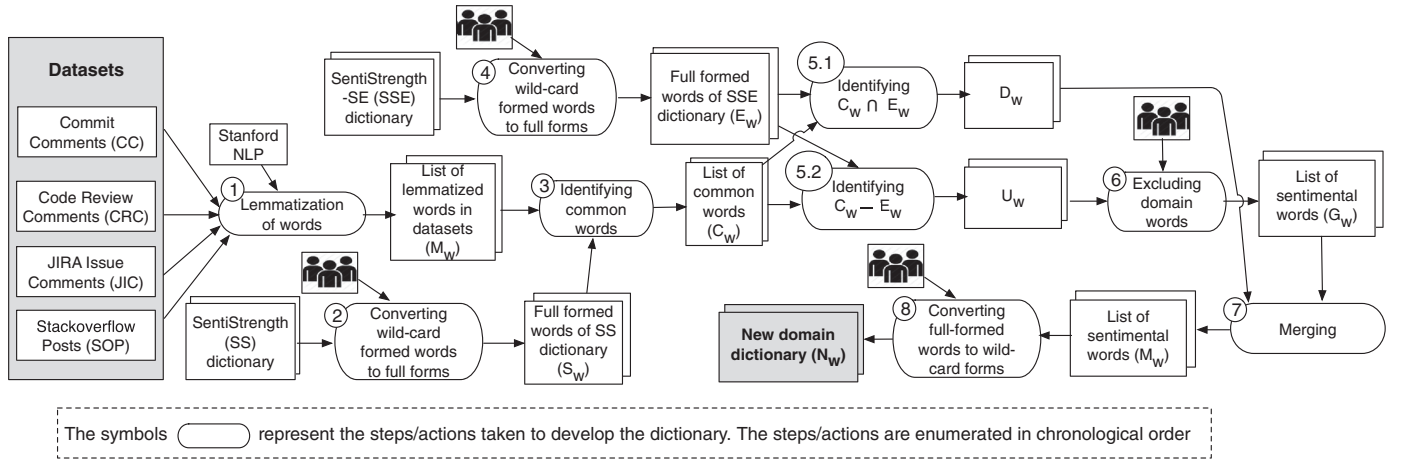 Datasets
Commit
Comments (CC)
Code Review
Comments (CRC)
JIRA Issue
Comments (JIC)
Stackoverflow
Posts (SOP)
Stanford
NLP
1
Lemmatization
of words
List of
lemmatized
words in
datasets
(Mw)
SentiStrength
(SS)
dictionary
2
Converting
wild-card
formed words
to full forms
Full formed
words of SS
dictionary
(Sw)
3
Identifying
common
words
SentiStrength
-SE (SSE)
dictionary
4
Converting
wild-card
formed words
to full forms
Full formed
words of SSE
dictionary (Ew)
List of
common
words
(Cw)
5.1
Identifying
Cw ∩ Ew
Dw
5.2
Identifying
Cw — Ew
Uw
6
Excluding
domain
words
List of
sentimental
words (Gw)
7
Merging
List of
sentimental
words (Mw)
8
Converting
full-formed
words to wild-
card forms
New domain
dictionary (Nw)
The symbols represent the steps/actions taken to develop the dictionary. The steps/actions are enumerated in chronological order